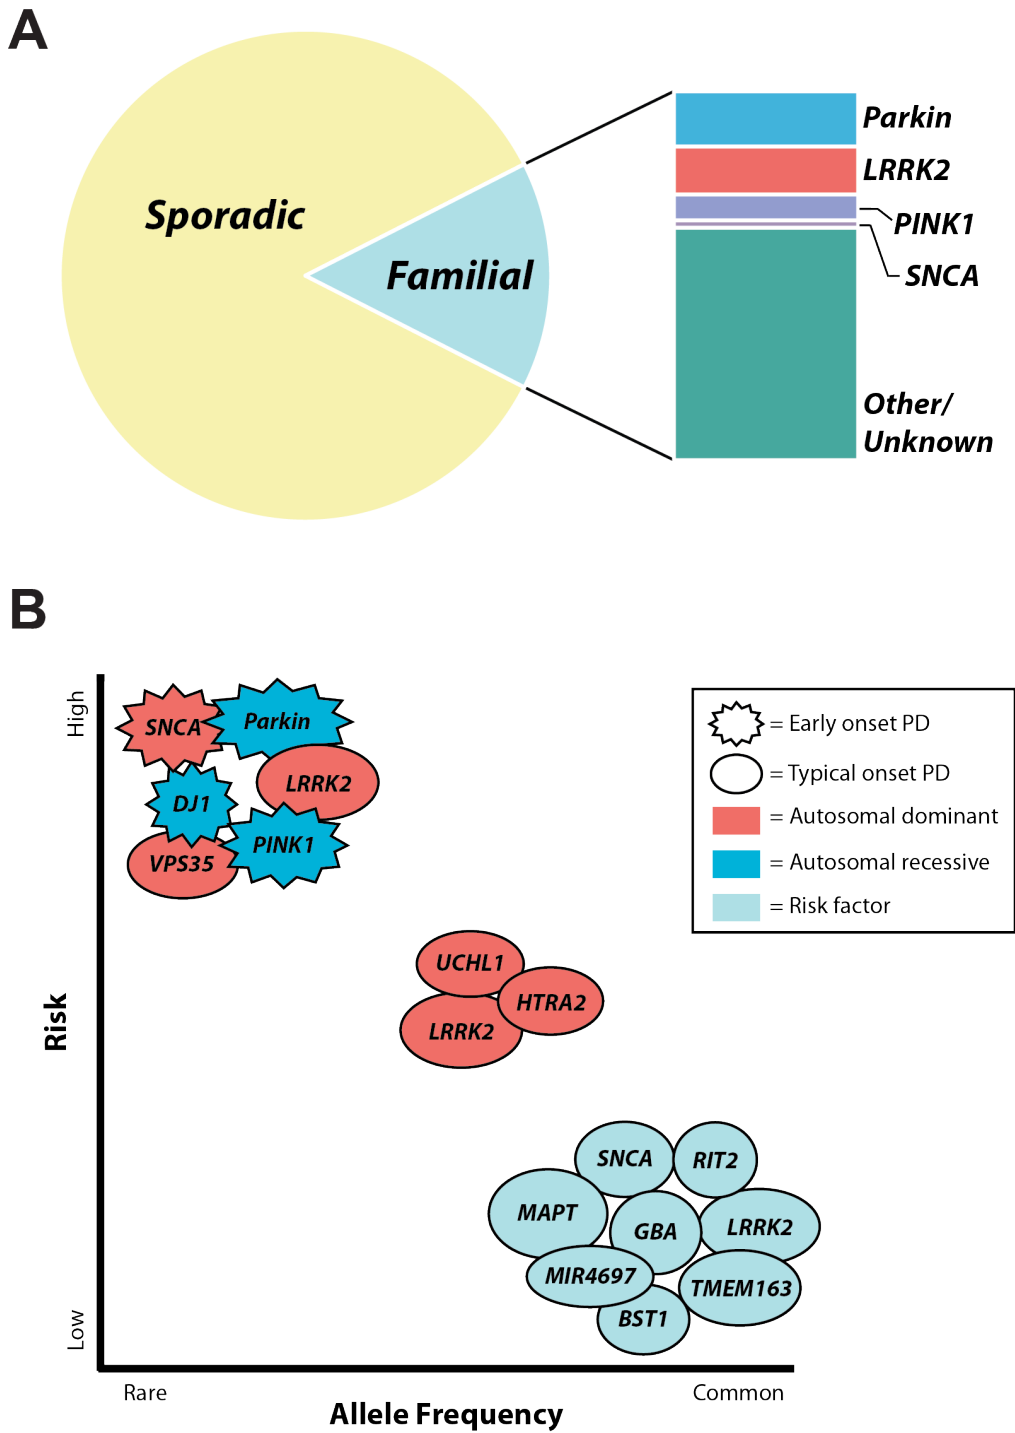 A
Sporadic
Familial
Parkin
LRRK2
PINK1
SNCA
Other/
Unknown
B
High
Risk
Low
SNCA
Parkin
LRRK2
DJ1
PINK1
VPS35
UCHL1
HTRA2
LRRK2
SNCA
RIT2
MAPT
GBA
LRRK2
MIR4697
TMEM163
BST1
= Early onset PD
= Typical onset PD
= Autosomal dominant
= Autosomal recessive
= Risk factor
Rare
Common
Allele Frequency